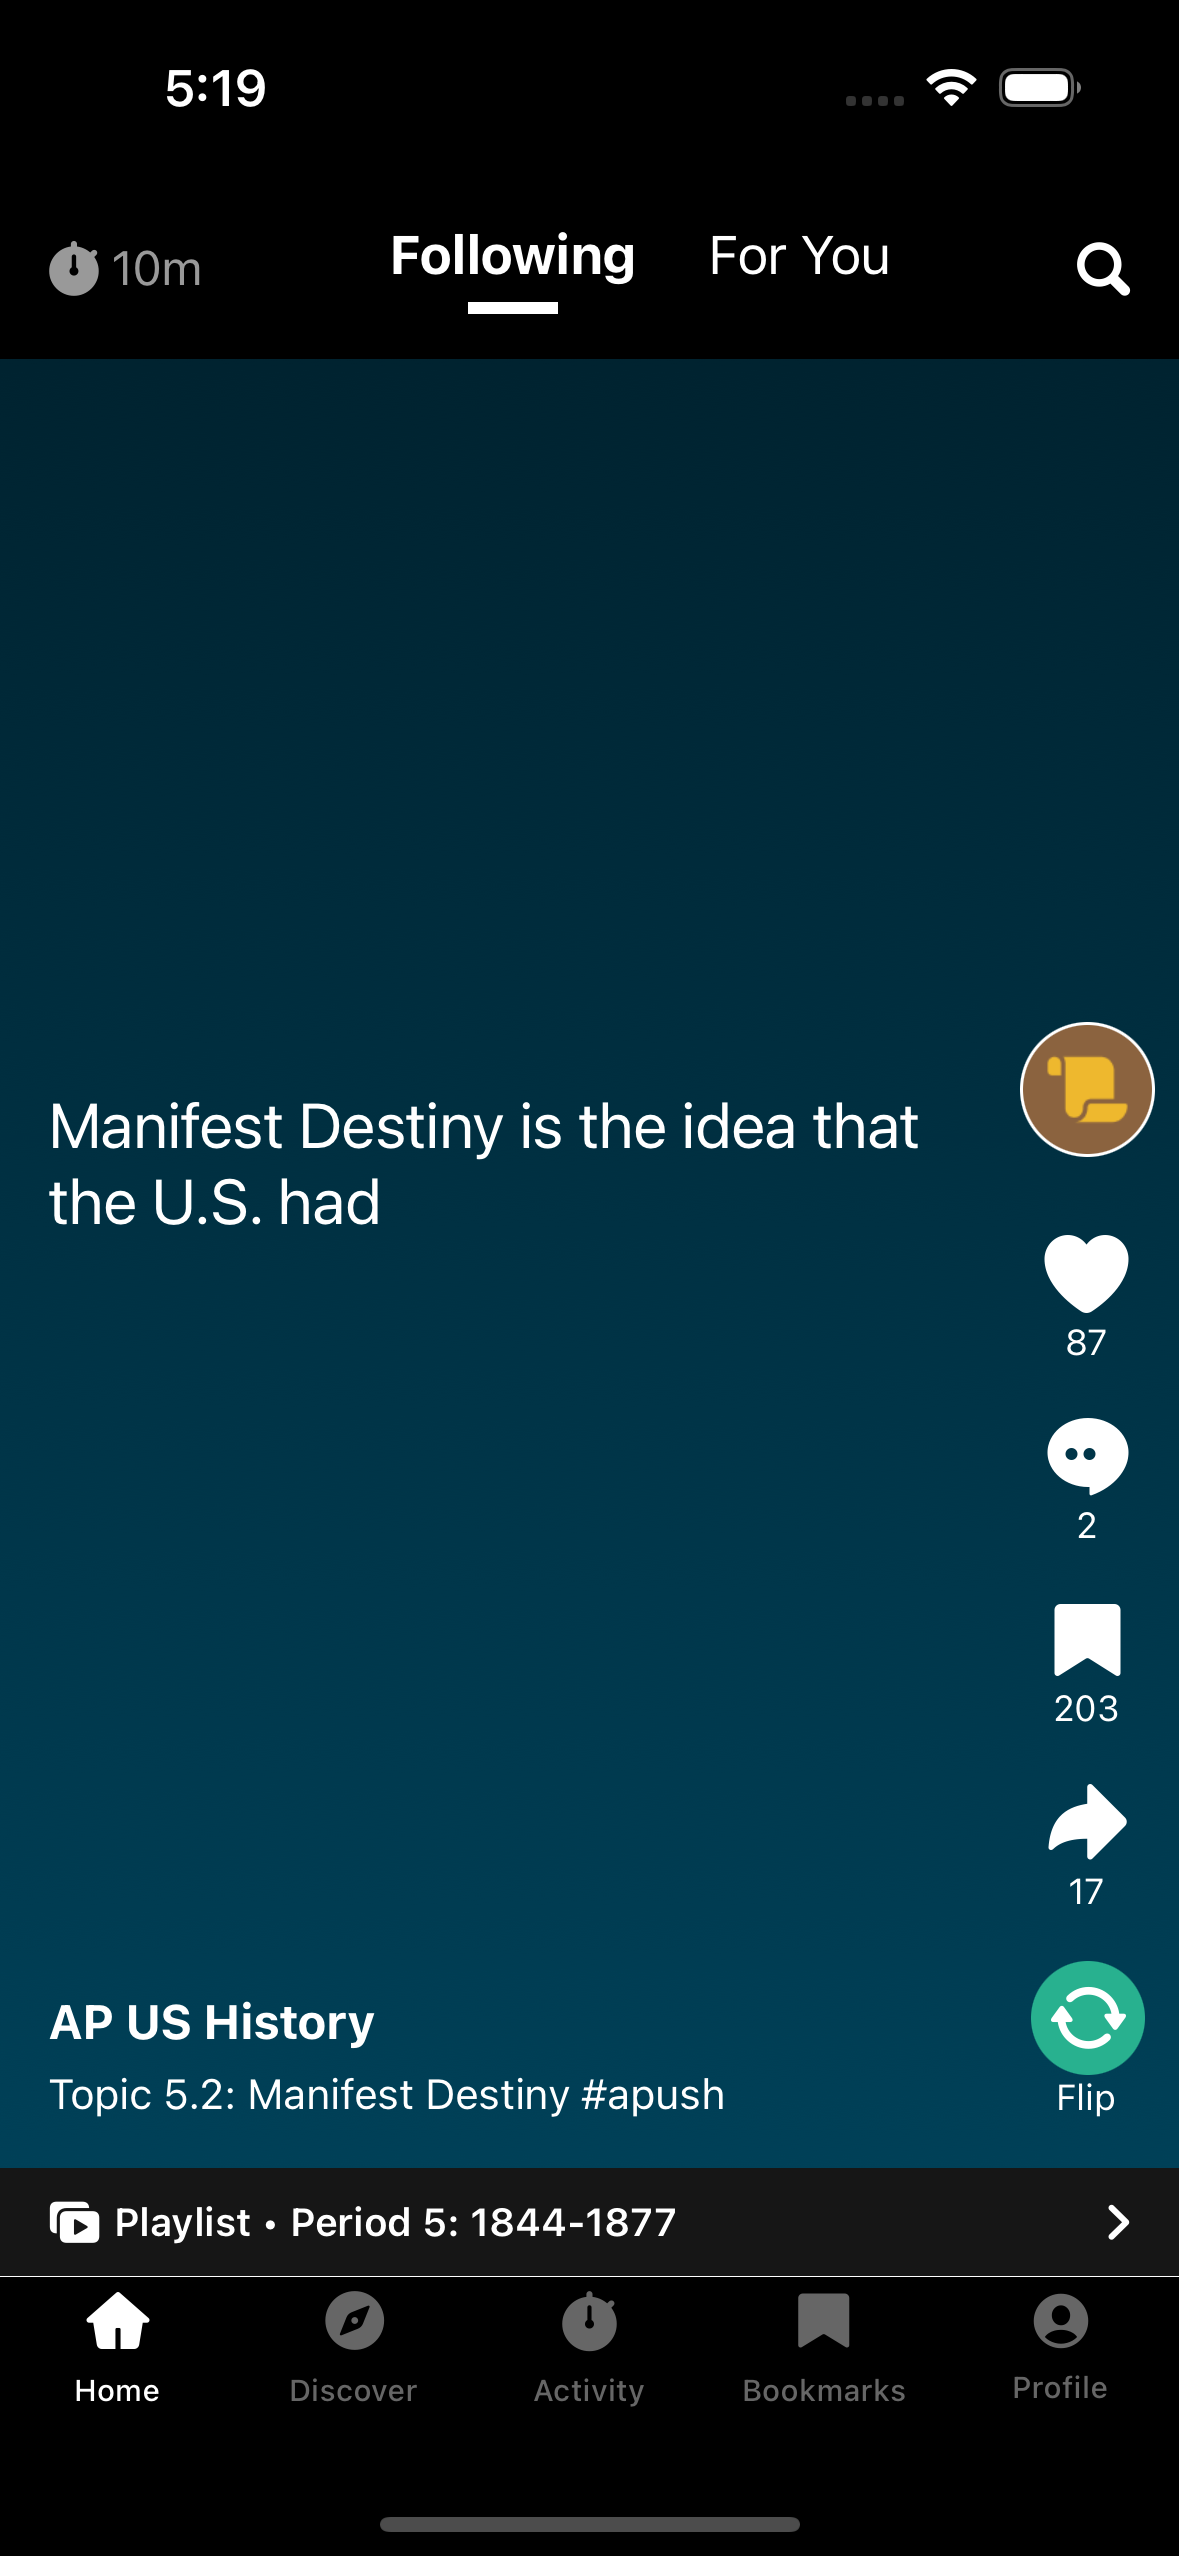 5:19
10m
Following
For You
Manifest Destiny is the idea that
the U.S. had
87
2
203
17
AP US History
Topic 5.2: Manifest Destiny #apush
Flip
Playlist • Period 5: 1844-1877
Home
Discover
Activity
Bookmarks
Profile